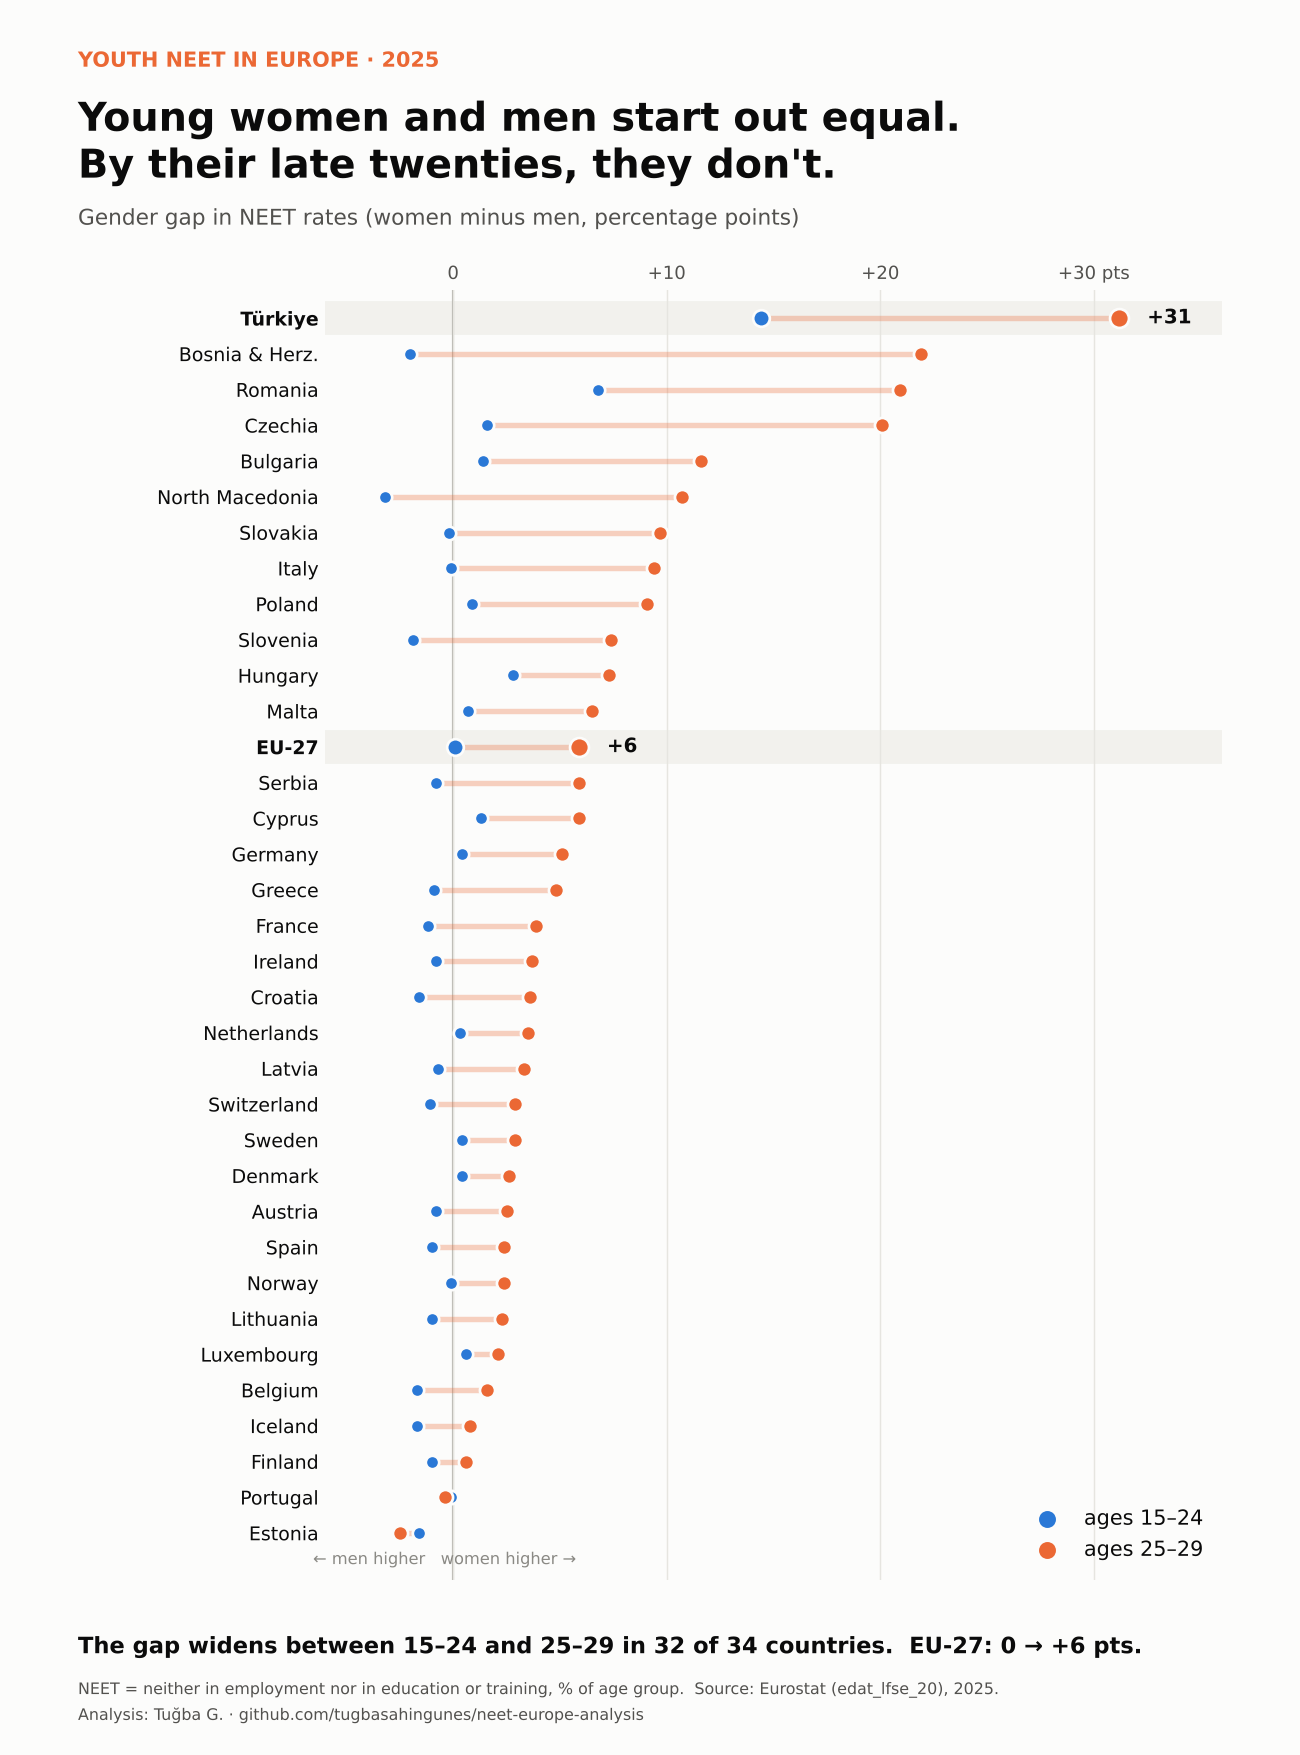 YOUTH NEET IN EUROPE · 2025
Young women and men start out equal.
By their late twenties, they don't.
Gender gap in NEET rates (women minus men, percentage points)
0 +10 +20 +30 pts
Türkiye +31
Bosnia & Herz.
Romania
Czechia
Bulgaria
North Macedonia
Slovakia
Italy
Poland
Slovenia
Hungary
Malta
EU-27 +6
Serbia
Cyprus
Germany
Greece
France
Ireland
Croatia
Netherlands
Latvia
Switzerland
Sweden
Denmark
Austria
Spain
Norway
Lithuania
Luxembourg
Belgium
Iceland
Finland
Portugal
Estonia
← men higher women higher →
ages 15–24
ages 25–29
The gap widens between 15–24 and 25–29 in 32 of 34 countries. EU-27: 0 → +6 pts.
NEET = neither in employment nor in education or training, % of age group. Source: Eurostat (edat_lfse_20), 2025.
Analysis: Tuğba G. · github.com/tugbasahingunes/neet-europe-analysis